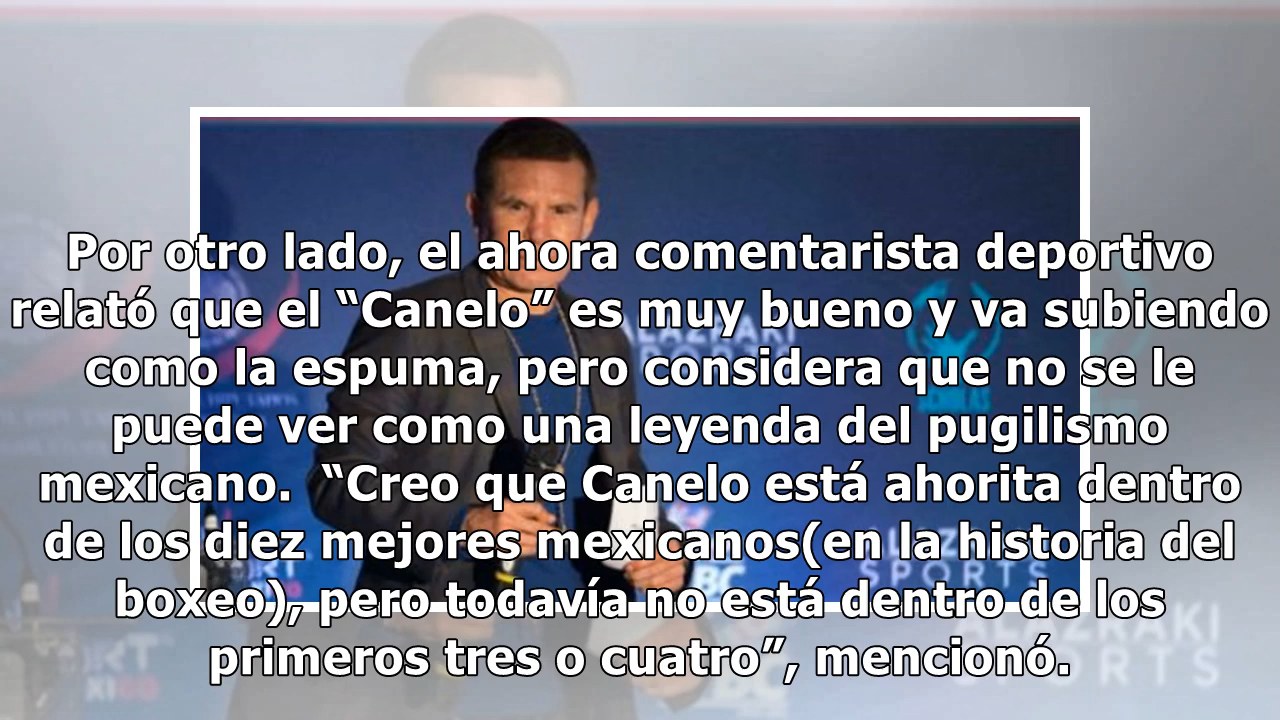 Por otro lado, el ahora comentarista deportivo
relató que el “Canelo” es muy bueno y va subiendo
como la espuma, pero considera que no se le
puede ver como una leyenda del pugilismo
mexicano.  “Creo que Canelo está ahorita dentro
de los diez mejores mexicanos(en la historia del
boxeo), pero todavía no está dentro de los
primeros tres o cuatro”, mencionó.
ALAZRAKI
SPORTS